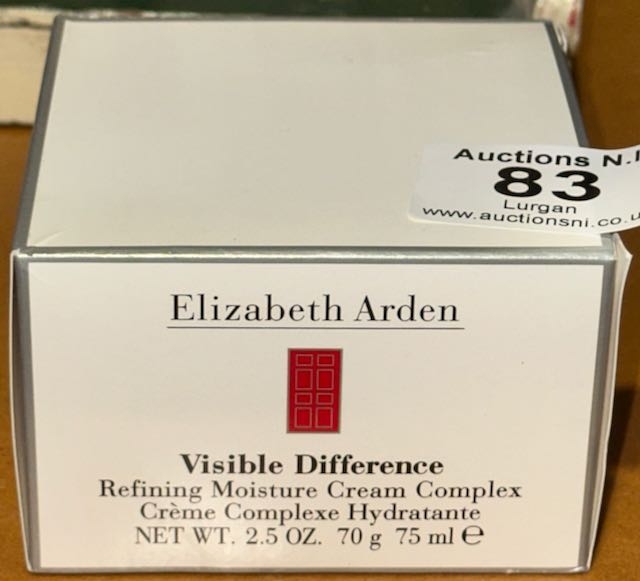 Auctions N.I
83
Lurgan
www.auctionsni.co.u
Elizabeth Arden
Visible Difference
Refining Moisture Cream Complex
Crème Complexe Hydratante
NET WT. 2.5 OZ. 70 g 75 ml ℮